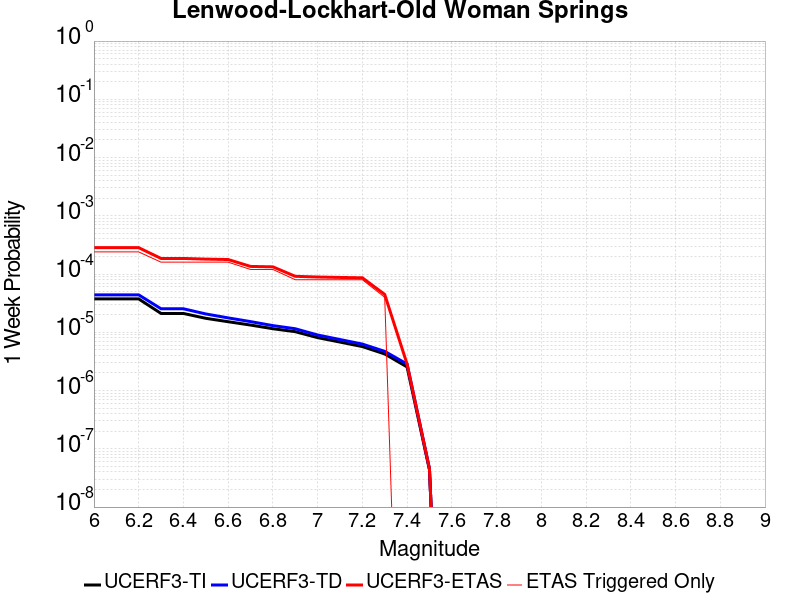 Lenwood-Lockhart-Old Woman Springs
10^0
10^-1
10^-2
10^-3
10^-4
10^-5
10^-6
10^-7
10^-8
1 Week Probability
6 6.2 6.4 6.6 6.8 7 7.2 7.4 7.6 7.8 8 8.2 8.4 8.6 8.8 9
Magnitude
UCERF3-TI UCERF3-TD UCERF3-ETAS ETAS Triggered Only